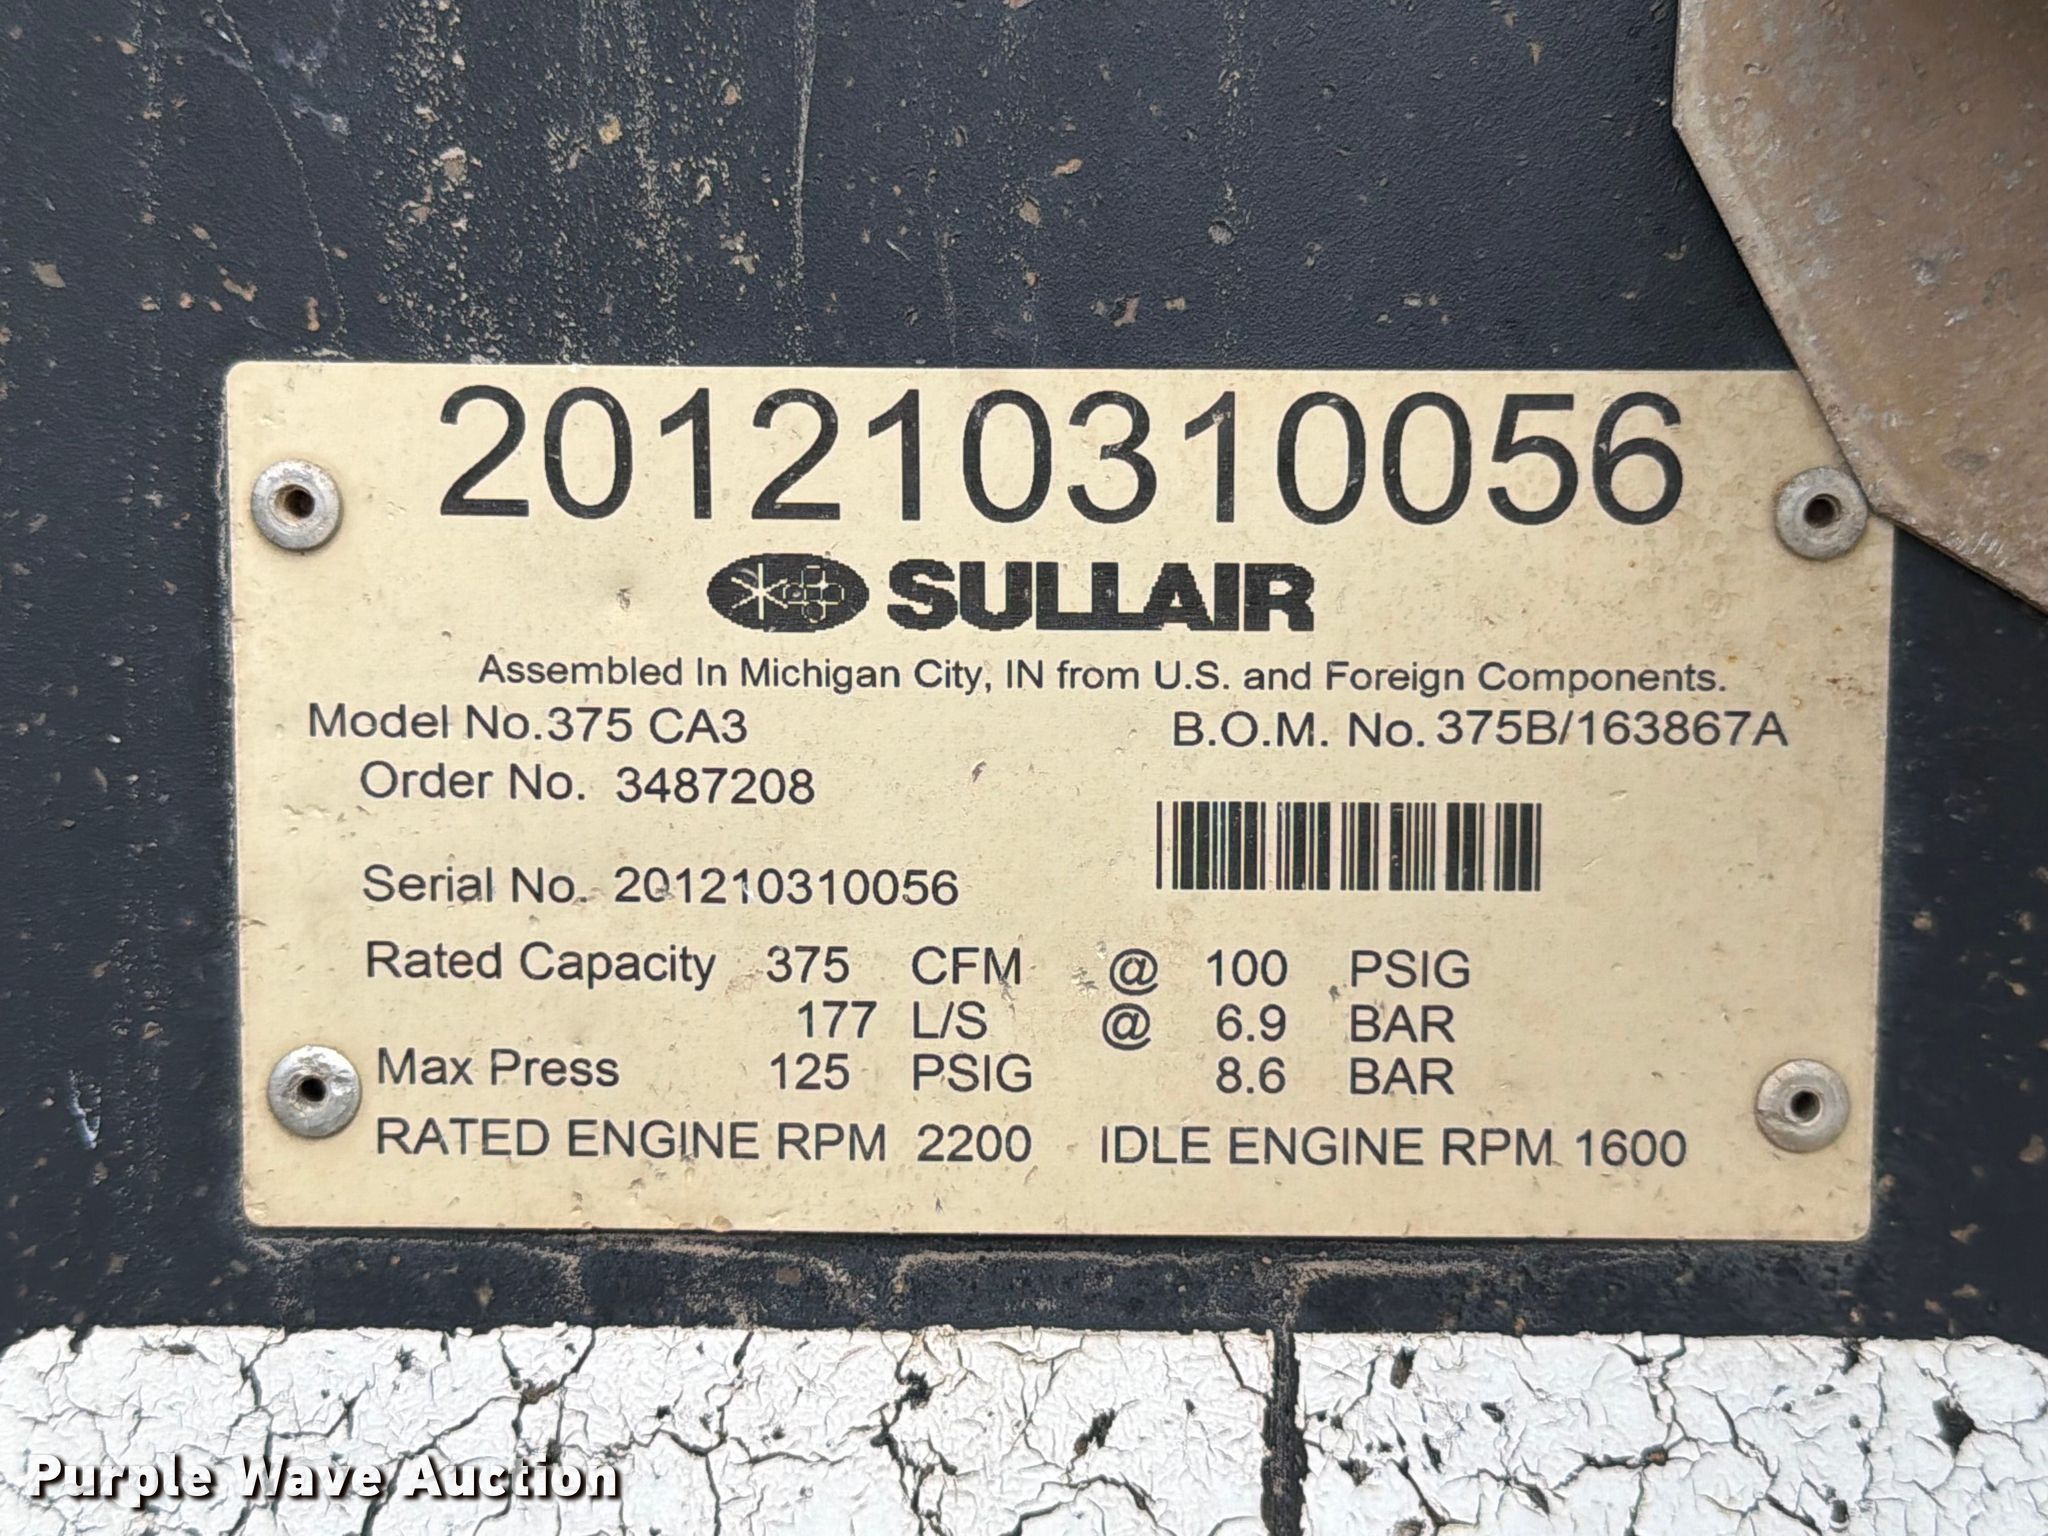 201210310056
SULLAIR
Assembled In Michigan City, IN from U.S. and Foreign Components.
Model No.375 CA3 B.O.M. No. 375B/163867A
Order No. 3487208
Serial No. 201210310056
Rated Capacity 375 CFM @ 100 PSIG
177 L/S @ 6.9 BAR
Max Press 125 PSIG 8.6 BAR
RATED ENGINE RPM 2200 IDLE ENGINE RPM 1600
Purple Wave Auction